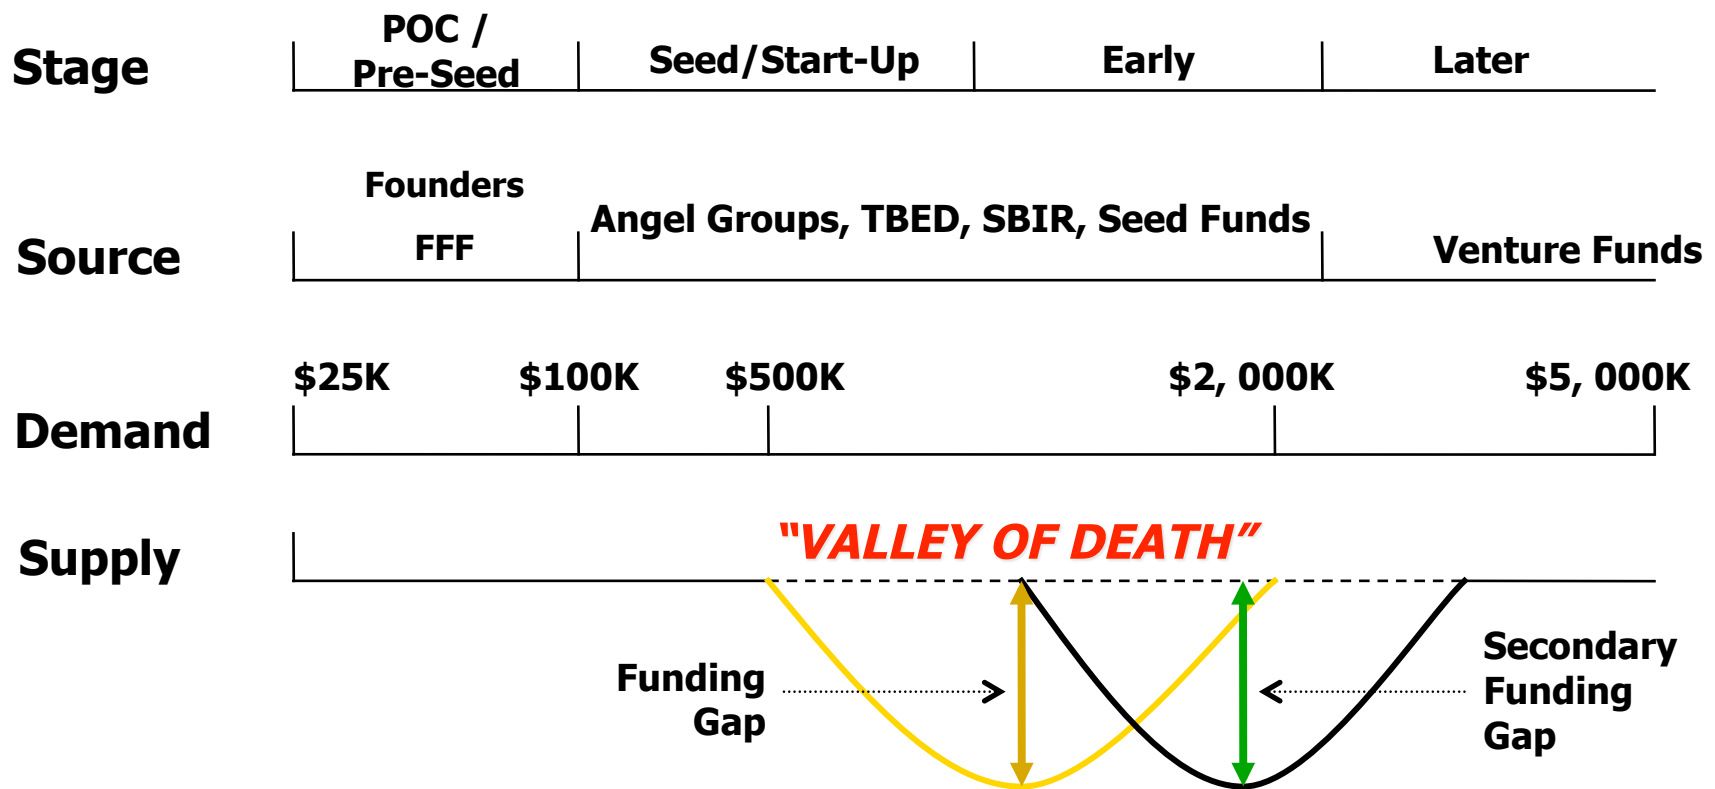 Stage
POC /
Pre-Seed
Seed/Start-Up
Early
Later
Source
Founders
FFF
Angel Groups, TBED, SBIR, Seed Funds
Venture Funds
Demand
$25K
$100K
$500K
$2, 000K
$5, 000K
Supply
“VALLEY OF DEATH”
Funding
Gap
Secondary
Funding
Gap